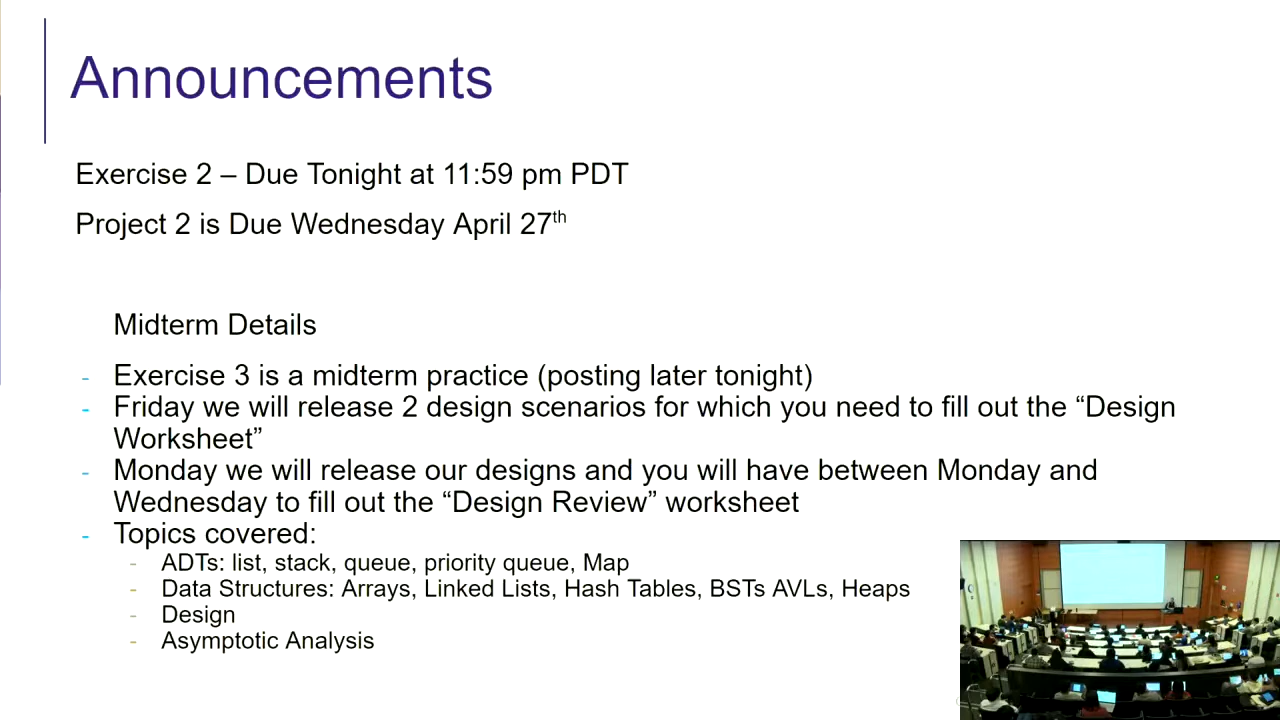 Announcements
Exercise 2 – Due Tonight at 11:59 pm PDT
Project 2 is Due Wednesday April 27th
Midterm Details
- Exercise 3 is a midterm practice (posting later tonight)
- Friday we will release 2 design scenarios for which you need to fill out the “Design
Worksheet”
- Monday we will release our designs and you will have between Monday and
Wednesday to fill out the “Design Review” worksheet
- Topics covered:
- ADTs: list, stack, queue, priority queue, Map
- Data Structures: Arrays, Linked Lists, Hash Tables, BSTs AVLs, Heaps
- Design
- Asymptotic Analysis